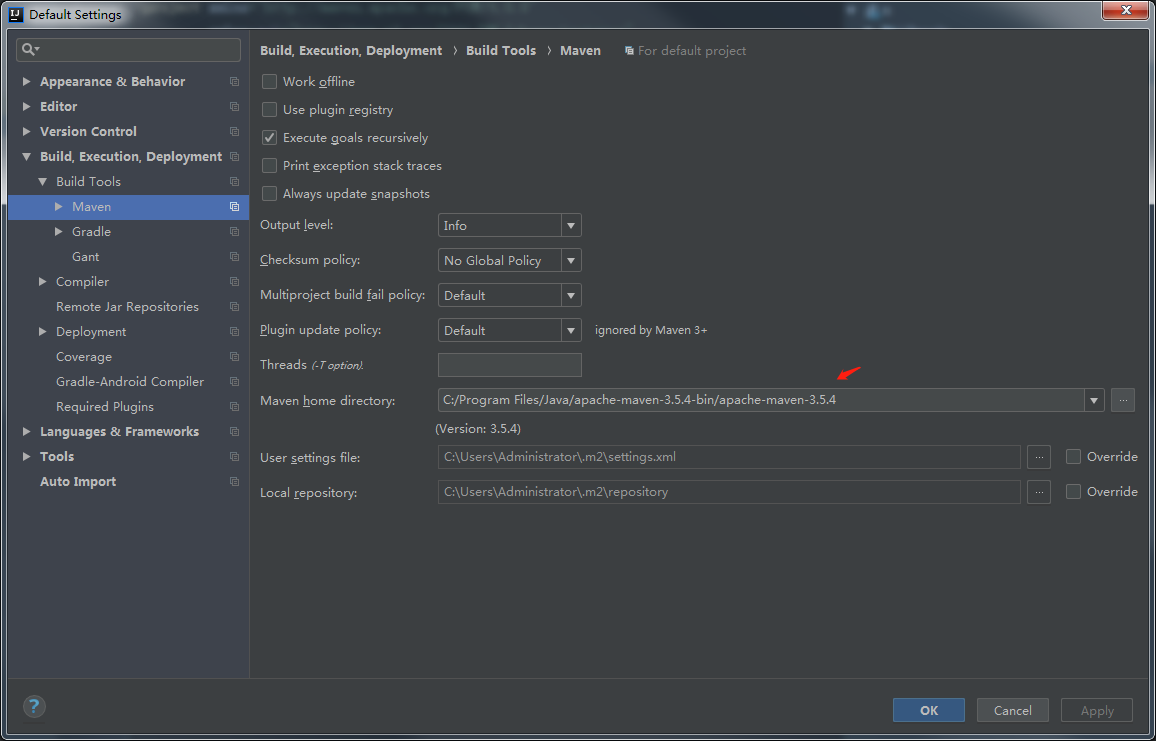 Default Settings
Appearance & Behavior
Editor
Version Control
Build, Execution, Deployment
Build Tools
Maven
Gradle
Gant
Compiler
Remote Jar Repositories
Deployment
Coverage
Gradle-Android Compiler
Required Plugins
Languages & Frameworks
Tools
Auto Import
Build, Execution, Deployment › Build Tools › Maven For default project
Work offline
Use plugin registry
Execute goals recursively
Print exception stack traces
Always update snapshots
Output level: Info
Checksum policy: No Global Policy
Multiproject build fail policy: Default
Plugin update policy: Default ignored by Maven 3+
Threads (-T option)
Maven home directory: C:/Program Files/Java/apache-maven-3.5.4-bin/apache-maven-3.5.4 ...
(Version: 3.5.4)
User settings file: C:\Users\Administrator\.m2\settings.xml ... Override
Local repository: C:\Users\Administrator\.m2\repository ... Override
? OK Cancel Apply